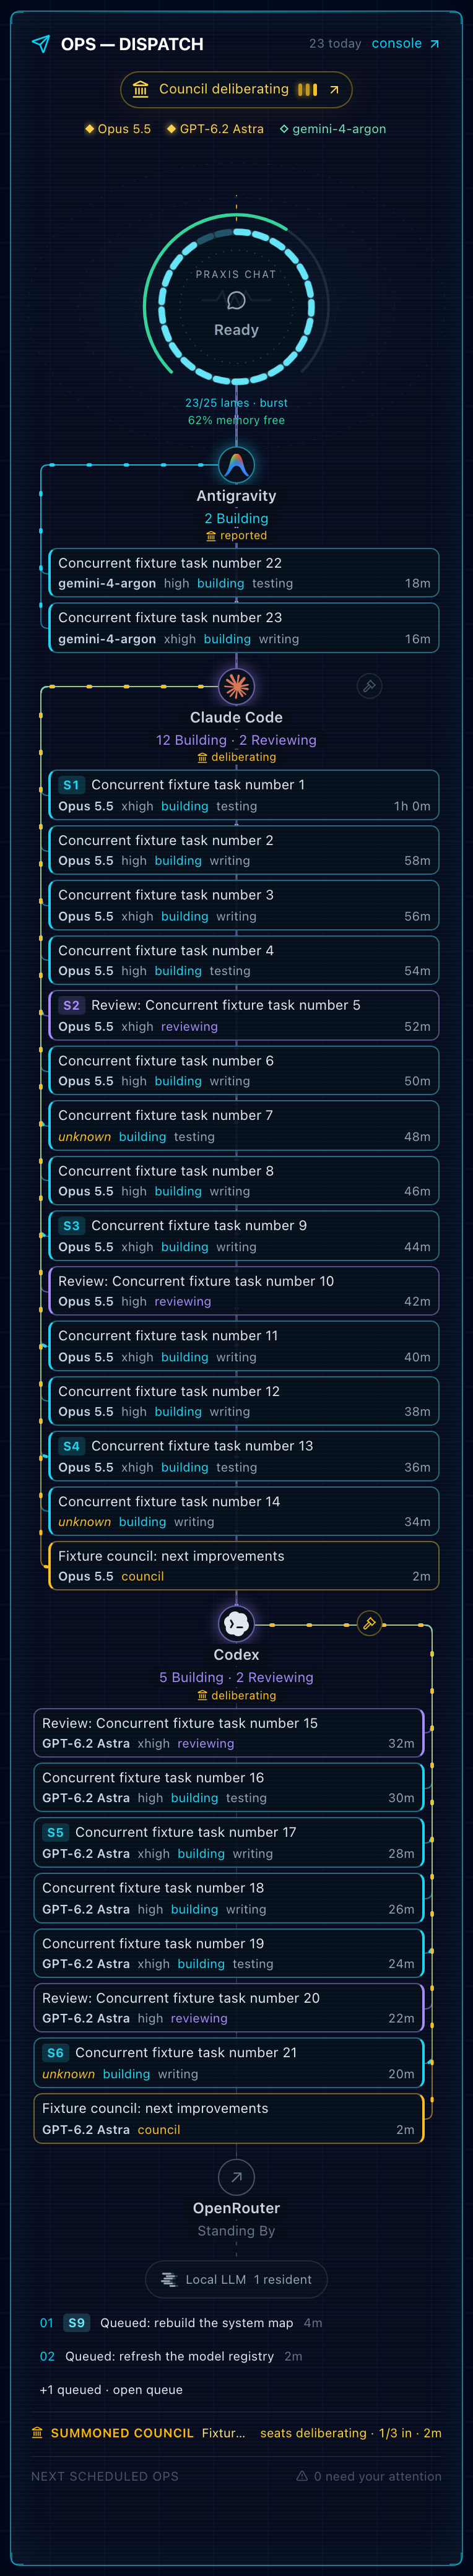 OPS — DISPATCH 23 today console
Council deliberating
Opus 5.5 GPT-6.2 Astra gemini-4-argon
PRAXIS CHAT
Ready
23/25 lanes · burst
62% memory free
Antigravity
2 Building
reported
Concurrent fixture task number 22
gemini-4-argon high building testing 18m
Concurrent fixture task number 23
gemini-4-argon xhigh building writing 16m
Claude Code
12 Building · 2 Reviewing
deliberating
S1 Concurrent fixture task number 1
Opus 5.5 xhigh building testing 1h 0m
Concurrent fixture task number 2
Opus 5.5 high building writing 58m
Concurrent fixture task number 3
Opus 5.5 xhigh building writing 56m
Concurrent fixture task number 4
Opus 5.5 high building testing 54m
S2 Review: Concurrent fixture task number 5
Opus 5.5 xhigh reviewing 52m
Concurrent fixture task number 6
Opus 5.5 high building writing 50m
Concurrent fixture task number 7
unknown building testing 48m
Concurrent fixture task number 8
Opus 5.5 high building writing 46m
S3 Concurrent fixture task number 9
Opus 5.5 xhigh building writing 44m
Review: Concurrent fixture task number 10
Opus 5.5 high reviewing 42m
Concurrent fixture task number 11
Opus 5.5 xhigh building writing 40m
Concurrent fixture task number 12
Opus 5.5 high building writing 38m
S4 Concurrent fixture task number 13
Opus 5.5 xhigh building testing 36m
Concurrent fixture task number 14
unknown building writing 34m
Fixture council: next improvements
Opus 5.5 council 2m
Codex
5 Building · 2 Reviewing
deliberating
Review: Concurrent fixture task number 15
GPT-6.2 Astra xhigh reviewing 32m
Concurrent fixture task number 16
GPT-6.2 Astra high building testing 30m
S5 Concurrent fixture task number 17
GPT-6.2 Astra xhigh building writing 28m
Concurrent fixture task number 18
GPT-6.2 Astra high building writing 26m
Concurrent fixture task number 19
GPT-6.2 Astra xhigh building testing 24m
Review: Concurrent fixture task number 20
GPT-6.2 Astra high reviewing 22m
S6 Concurrent fixture task number 21
unknown building writing 20m
Fixture council: next improvements
GPT-6.2 Astra council 2m
OpenRouter
Standing By
Local LLM 1 resident
01 S9 Queued: rebuild the system map 4m
02 Queued: refresh the model registry 2m
+1 queued · open queue
SUMMONED COUNCIL Fixtur... seats deliberating · 1/3 in · 2m
NEXT SCHEDULED OPS 0 need your attention